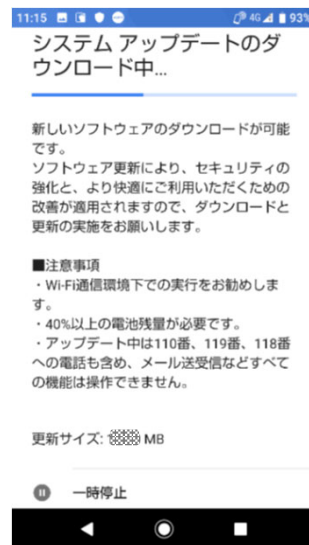 11:15 4G 93%
システム アップデートのダ
ウンロード中...
新しいソフトウェアのダウンロードが可能
です。
ソフトウェア更新により、セキュリティの
強化と、より快適にご利用いただくための
改善が適用されますので、ダウンロードと
更新の実施をお願いします。
■注意事項
・Wi-Fi通信環境下での実行をお勧めしま
す。
・40%以上の電池残量が必要です。
・アップデート中は110番、119番、118番
への電話も含め、メール送受信などすべて
の機能は操作できません。
更新サイズ: MB
一時停止